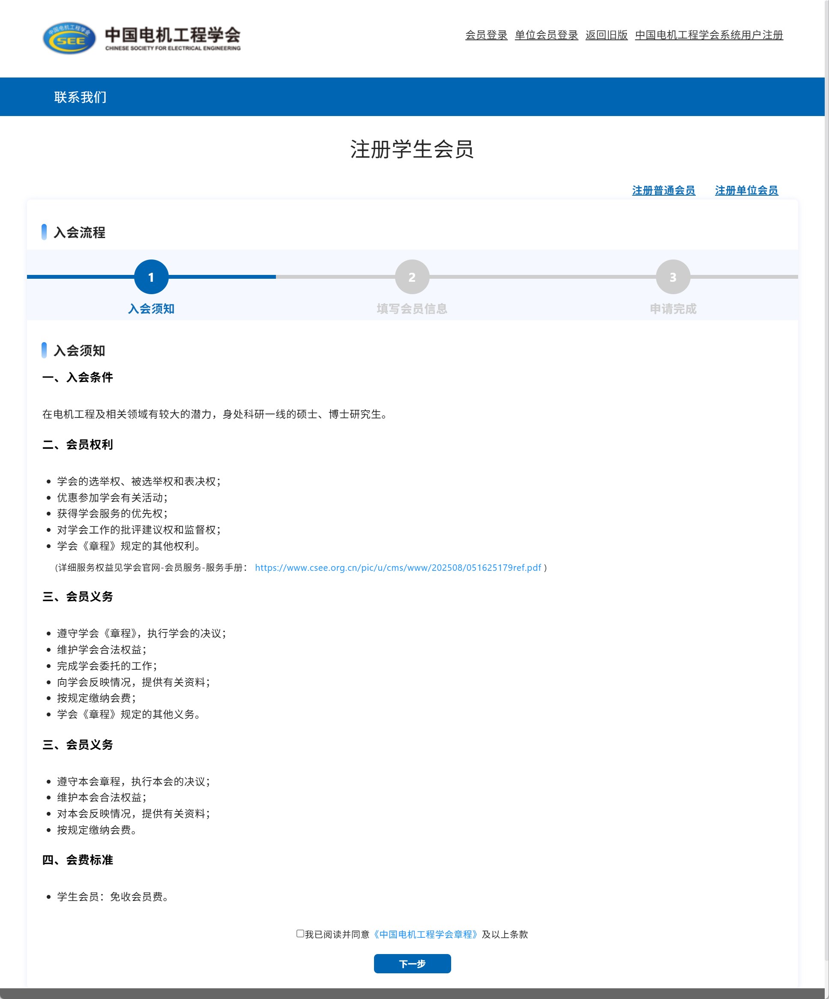 中国电机工程学会
SEE
中国电机工程学会
CHINESE SOCIETY FOR ELECTRICAL ENGINEERING
会员登录 单位会员登录 返回旧版 中国电机工程学会系统用户注册
联系我们
注册学生会员
注册普通会员 注册单位会员
入会流程
1 2 3
入会须知 填写会员信息 申请完成
入会须知
一、入会条件
在电机工程及相关领域有较大的潜力，身处科研一线的硕士、博士研究生。
二、会员权利
• 学会的选举权、被选举权和表决权；
• 优惠参加学会有关活动；
• 获得学会服务的优先权；
• 对学会工作的批评建议权和监督权；
• 学会《章程》规定的其他权利。
(详细服务权益见学会官网-会员服务-服务手册： https://www.csee.org.cn/pic/u/cms/www/202508/051625179ref.pdf )
三、会员义务
• 遵守学会《章程》，执行学会的决议；
• 维护学会合法权益；
• 完成学会委托的工作；
• 向学会反映情况，提供有关资料；
• 按规定缴纳会费；
• 学会《章程》规定的其他义务。
三、会员义务
• 遵守本会章程，执行本会的决议；
• 维护本会合法权益；
• 对本会反映情况，提供有关资料；
• 按规定缴纳会费。
四、会费标准
• 学生会员：免收会员费。
我已阅读并同意《中国电机工程学会章程》及以上条款
下一步